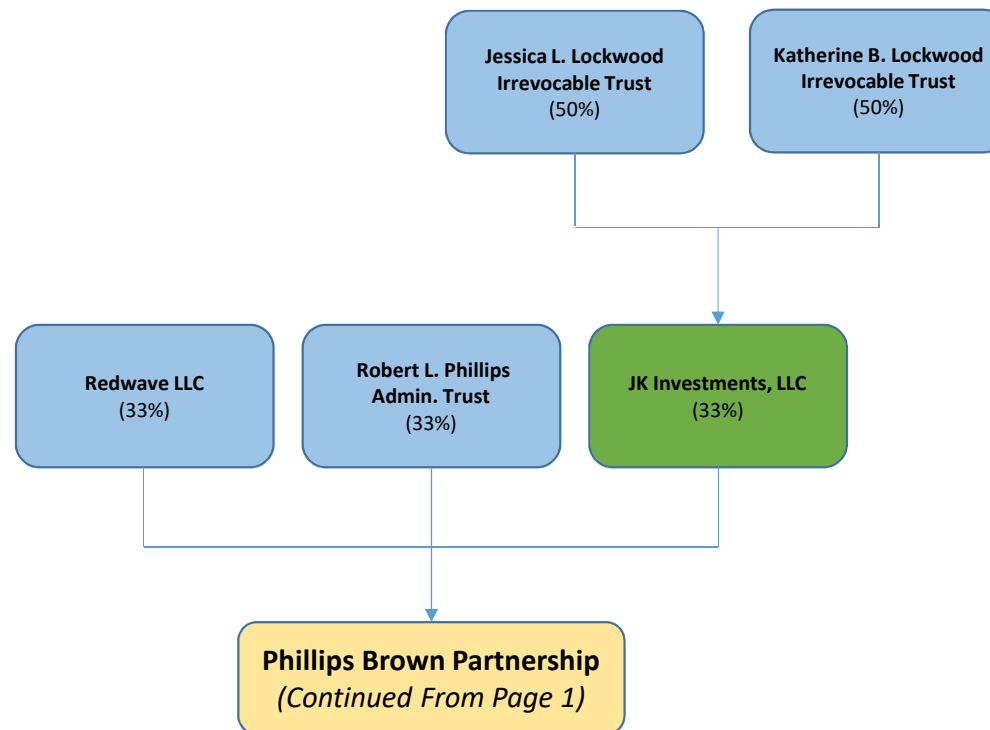 Jessica L. Lockwood
Irrevocable Trust
(50%)
Katherine B. Lockwood
Irrevocable Trust
(50%)
Redwave LLC
(33%)
Robert L. Phillips
Admin. Trust
(33%)
JK Investments, LLC
(33%)
Phillips Brown Partnership
(Continued From Page 1)